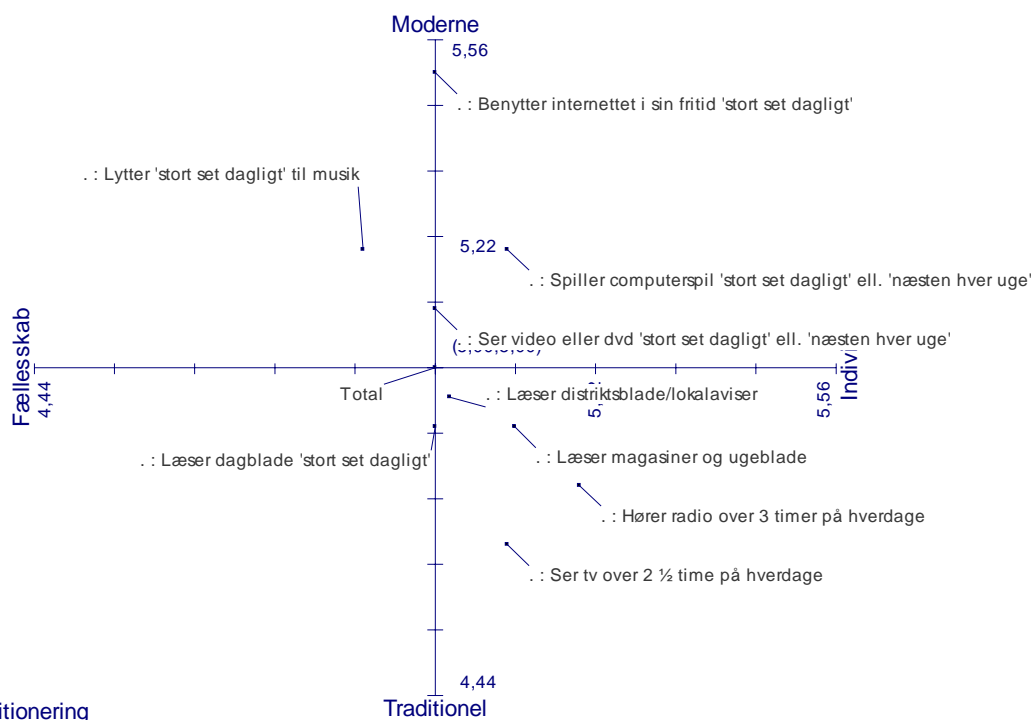 Moderne
5,56
. : Benytter internettet i sin fritid 'stort set dagligt'
. : Lytter 'stort set dagligt' til musik
5,22
. : Spiller computerspil 'stort set dagligt' ell. 'næsten hver uge'
. : Ser video eller dvd 'stort set dagligt' ell. 'næsten hver uge'
Fællesskab
4,44
5,56
Total
. : Læser distriktsblade/lokalaviser
. : Læser dagblade 'stort set dagligt'
. : Læser magasiner og ugeblade
. : Hører radio over 3 timer på hverdage
. : Ser tv over 2 ½ time på hverdage
4,44
Traditionel